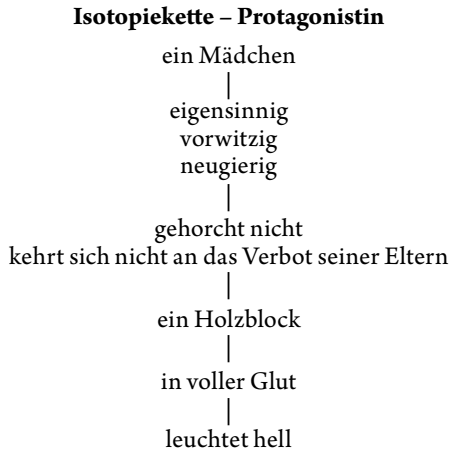 Isotopiekette – Protagonistin
ein Mädchen
eigensinnig
vorwitzig
neugierig
gehorcht nicht
kehrt sich nicht an das Verbot seiner Eltern
ein Holzblock
in voller Glut
leuchtet hell